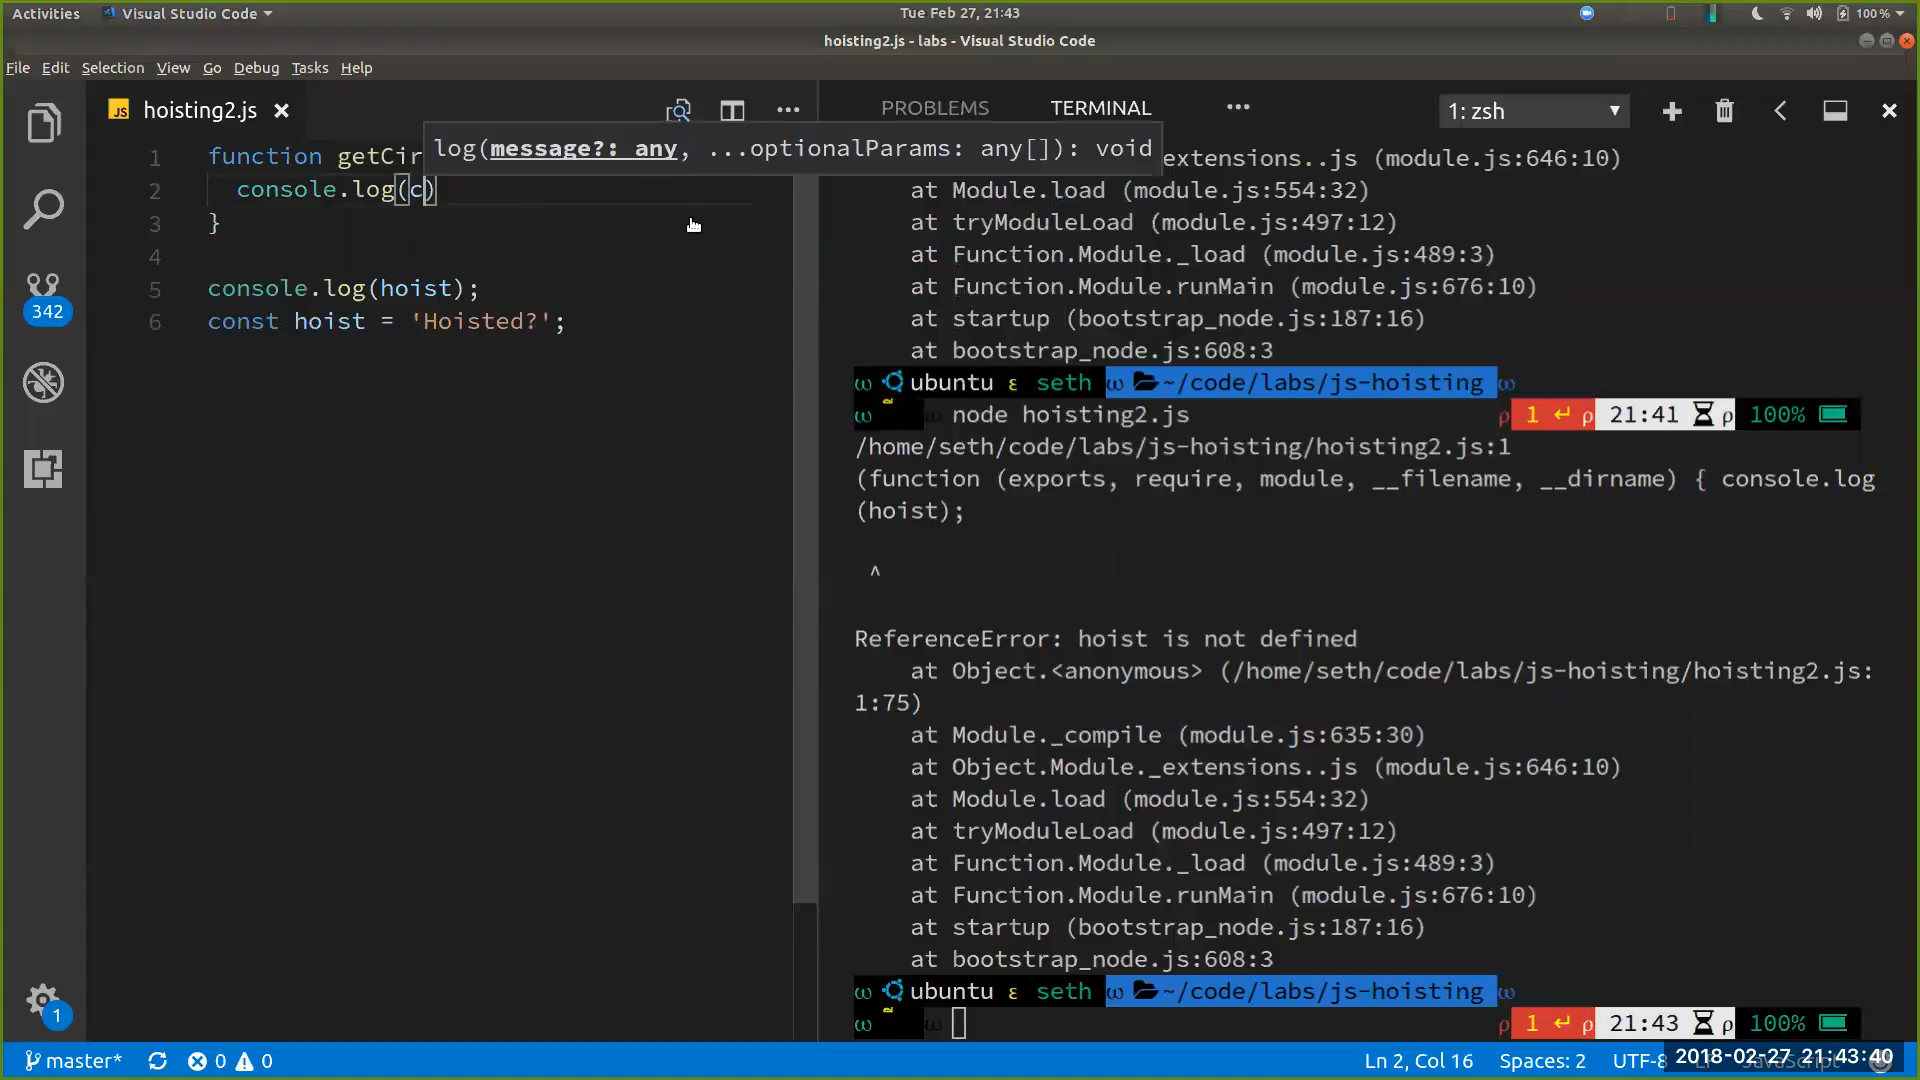 Activities Visual Studio Code Tue Feb 27, 21:43 100 %
hoisting2.js - labs - Visual Studio Code
File Edit Selection View Go Debug Tasks Help
JS hoisting2.js
PROBLEMS TERMINAL 1: zsh
log(message?: any, ...optionalParams: any[]): void
1 function getCir
2 console.log(c)
3 }
4
5 console.log(hoist);
6 const hoist = 'Hoisted?';
342
1
extensions..js (module.js:646:10)
at Module.load (module.js:554:32)
at tryModuleLoad (module.js:497:12)
at Function.Module._load (module.js:489:3)
at Function.Module.runMain (module.js:676:10)
at startup (bootstrap_node.js:187:16)
at bootstrap_node.js:608:3
ω ubuntu ε seth ω ~/code/labs/js-hoisting ω
ω node hoisting2.js ρ 1 ↵ ρ 21:41 ρ 100%
/home/seth/code/labs/js-hoisting/hoisting2.js:1
(function (exports, require, module, __filename, __dirname) { console.log
(hoist);
^
ReferenceError: hoist is not defined
at Object.<anonymous> (/home/seth/code/labs/js-hoisting/hoisting2.js:
1:75)
at Module._compile (module.js:635:30)
at Object.Module._extensions..js (module.js:646:10)
at Module.load (module.js:554:32)
at tryModuleLoad (module.js:497:12)
at Function.Module._load (module.js:489:3)
at Function.Module.runMain (module.js:676:10)
at startup (bootstrap_node.js:187:16)
at bootstrap_node.js:608:3
ω ubuntu ε seth ω ~/code/labs/js-hoisting ω
ω ρ 1 ↵ ρ 21:43 ρ 100%
master* 0 0 Ln 2, Col 16 Spaces: 2 UTF-8
2018-02-27 21:43:40